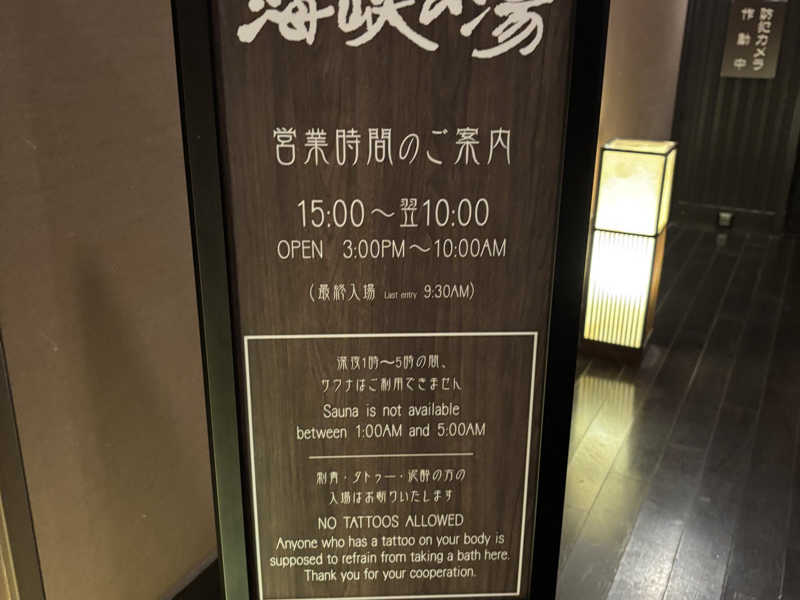 海峡の湯
防犯カメラ
作動中
営業時間のご案内
15:00～翌10:00
OPEN 3:00PM～10:00AM
(最終入場 Last entry 9:30AM)
深夜1時～5時の間、
サウナはご利用できません
Sauna is not available
between 1:00AM and 5:00AM
刺青・タトゥー・泥酔の方の
入場はお断りいたします
NO TATTOOS ALLOWED
Anyone who has a tattoo on your body is
supposed to refrain from taking a bath here.
Thank you for your cooperation.